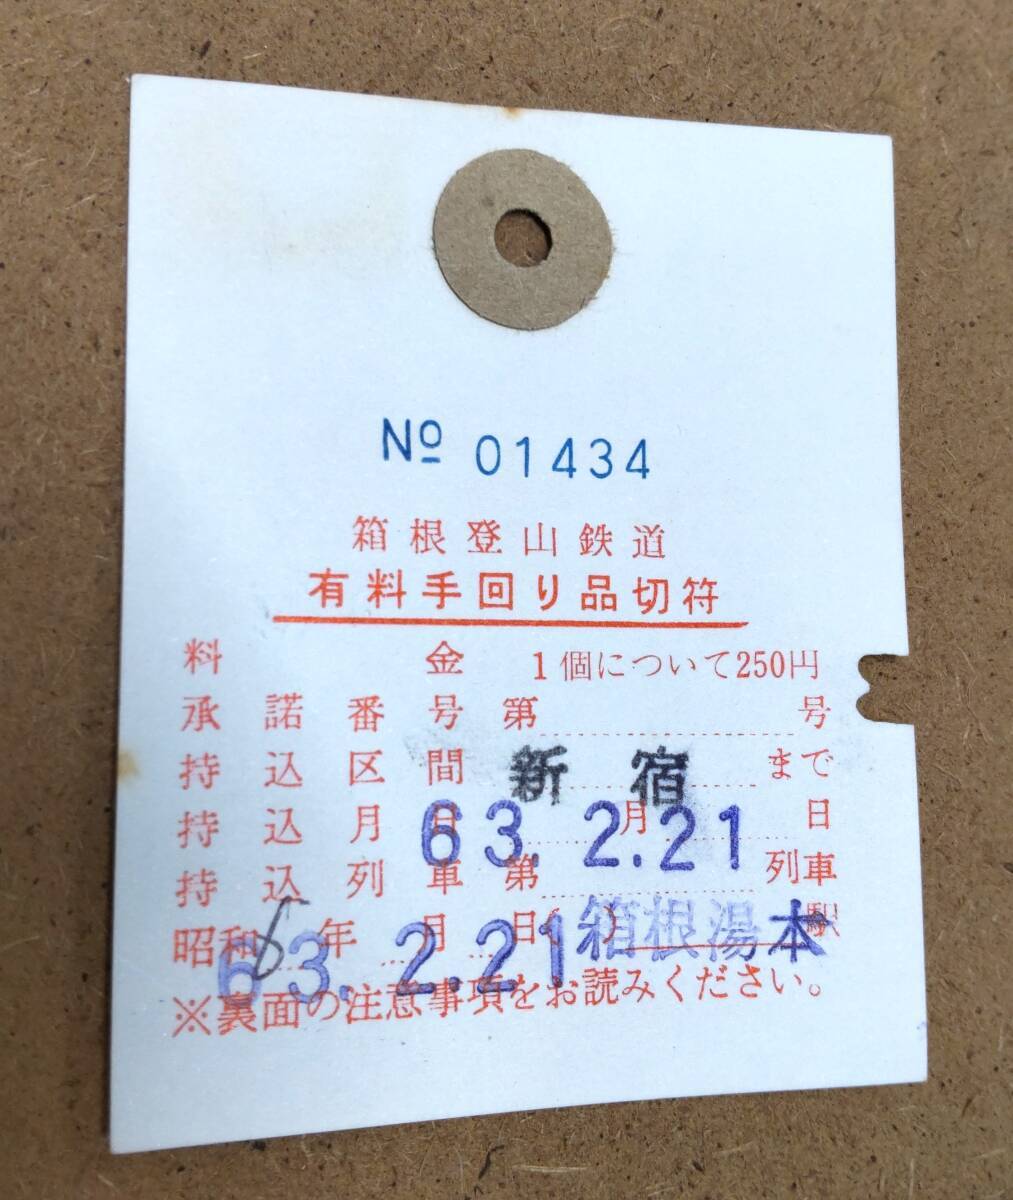 № 01434
箱根登山鉄道
有料手回り品切符
料金 1個について250円
承諾番号 第 号
持込区間 新宿 まで
持込月日 63.2.21 月 日
持込列車 第 列車
昭和 63.2.21 年 月 日 ( ) 箱根湯本 駅
※裏面の注意事項をお読みください。